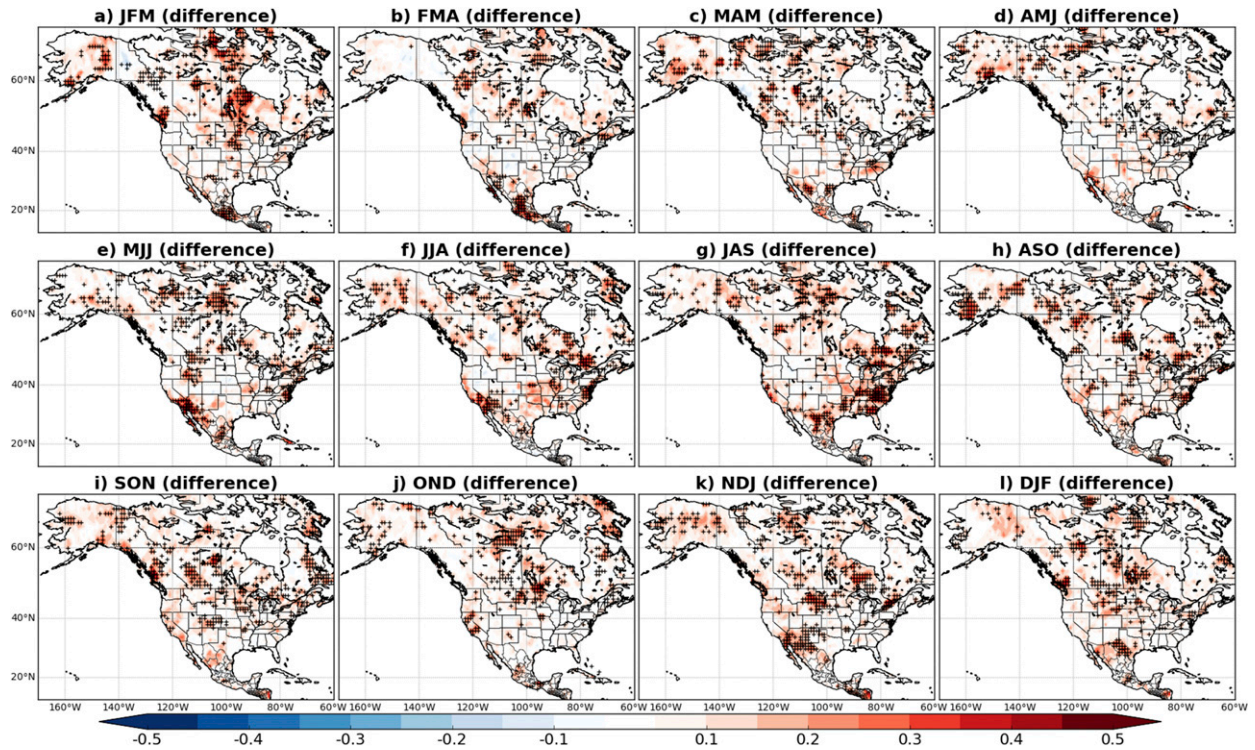 a) JFM (difference) b) FMA (difference) c) MAM (difference) d) AMJ (difference)
60°N
40°N
20°N
e) MJJ (difference) f) JJA (difference) g) JAS (difference) h) ASO (difference)
60°N
40°N
20°N
i) SON (difference) j) OND (difference) k) NDJ (difference) l) DJF (difference)
60°N
40°N
20°N
160°W 140°W 120°W 100°W 80°W 60°W 160°W 140°W 120°W 100°W 80°W 60°W 160°W 140°W 120°W 100°W 80°W 60°W 160°W 140°W 120°W 100°W 80°W 60°W
-0.5 -0.4 -0.3 -0.2 -0.1 0.1 0.2 0.3 0.4 0.5